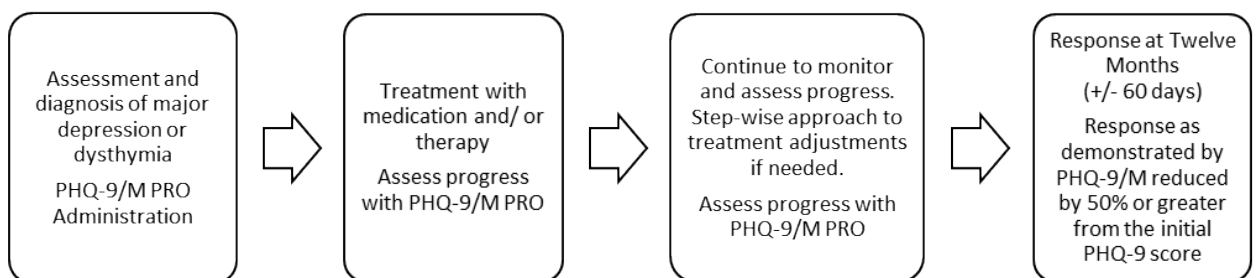 Assessment and
diagnosis of major
depression or
dysthymia
PHQ-9/M PRO
Administration
Treatment with
medication and/ or
therapy
Assess progress
with PHQ-9/M PRO
Continue to monitor
and assess progress.
Step-wise approach to
treatment adjustments
if needed.
Assess progress with
PHQ-9/M PRO
Response at Twelve
Months
(+/- 60 days)
Response as
demonstrated by
PHQ-9/M reduced
by 50% or greater
from the initial
PHQ-9 score